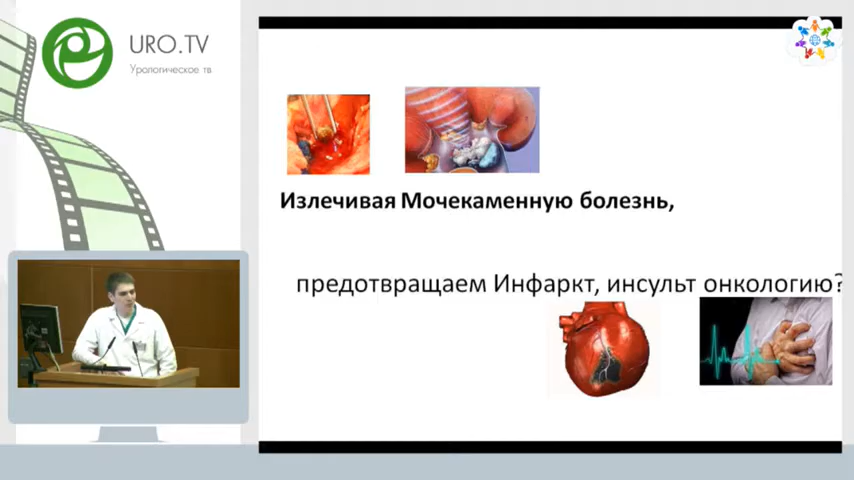 URO.TV
Урологическое тв
Излечивая Мочекаменную болезнь,
предотвращаем Инфаркт, инсульт онкологию?